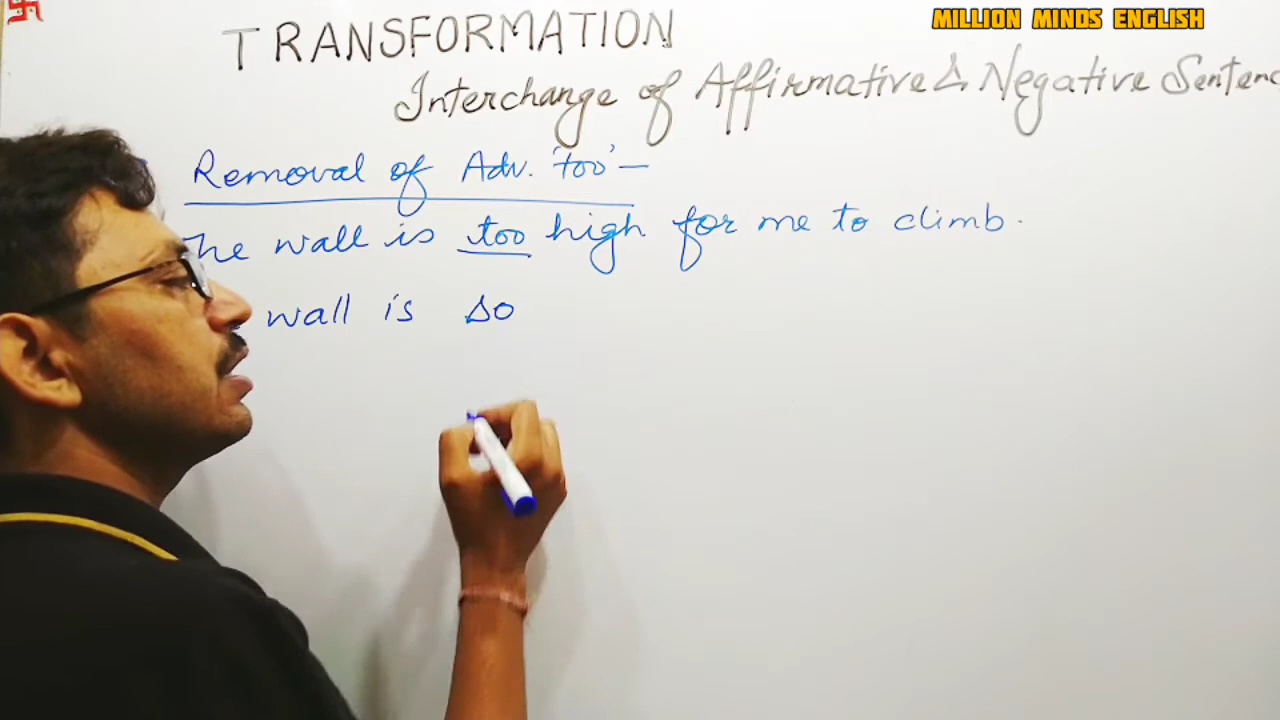 MILLION MINDS ENGLISH
TRANSFORMATION
Interchange of Affirmative & Negative Sentenc
Removal of Adv. 'too' —
The wall is too high for me to climb.
wall is so